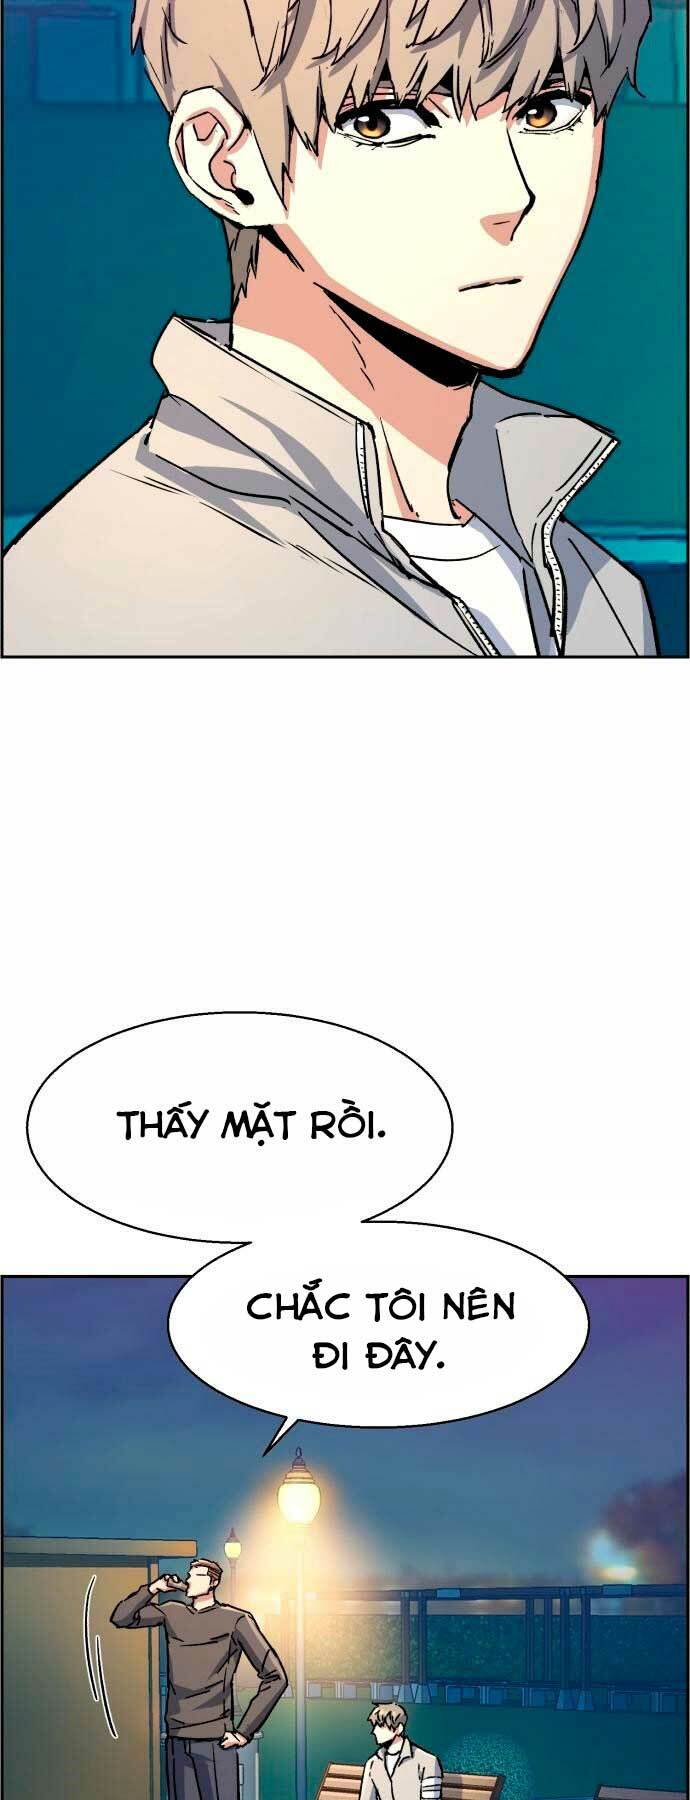 THẤY MẶT RỒI.
CHẮC TÔI NÊN
ĐI ĐÂY.